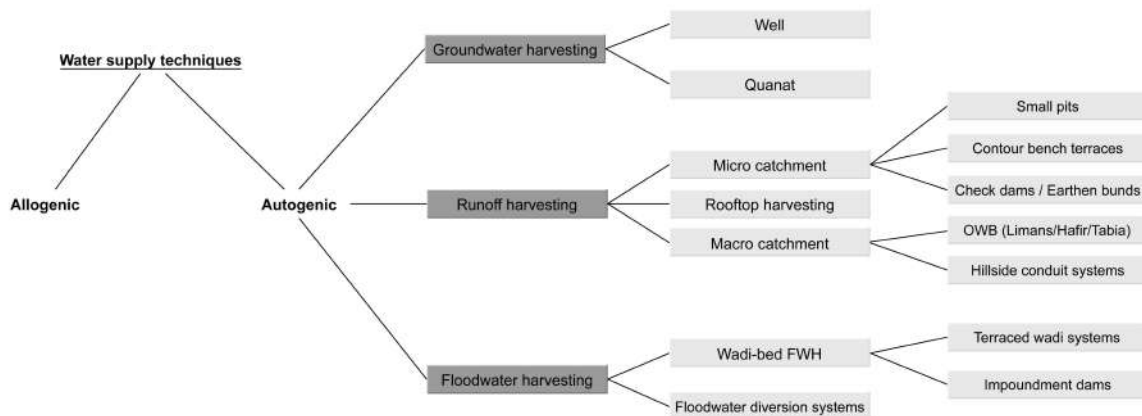 Water supply techniques
Allogenic
Autogenic
Groundwater harvesting
Well
Quanat
Runoff harvesting
Micro catchment
Small pits
Contour bench terraces
Check dams / Earthen bunds
Rooftop harvesting
Macro catchment
OWB (Limans/Hafir/Tabia)
Hillside conduit systems
Floodwater harvesting
Wadi-bed FWH
Terraced wadi systems
Impoundment dams
Floodwater diversion systems